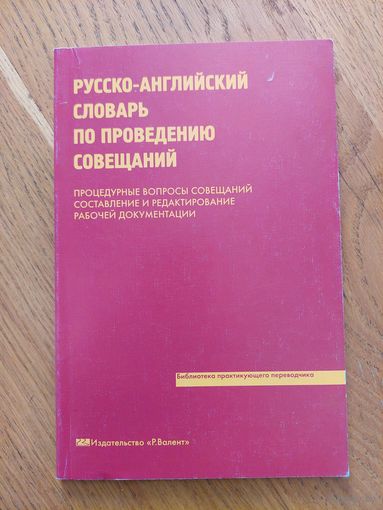 РУССКО-АНГЛИЙСКИЙ
СЛОВАРЬ
ПО ПРОВЕДЕНИЮ
СОВЕЩАНИЙ
ПРОЦЕДУРНЫЕ ВОПРОСЫ СОВЕЩАНИЙ
СОСТАВЛЕНИЕ И РЕДАКТИРОВАНИЕ
РАБОЧЕЙ ДОКУМЕНТАЦИИ
Библиотека практикующего переводчика
Издательство «Р.Валент»